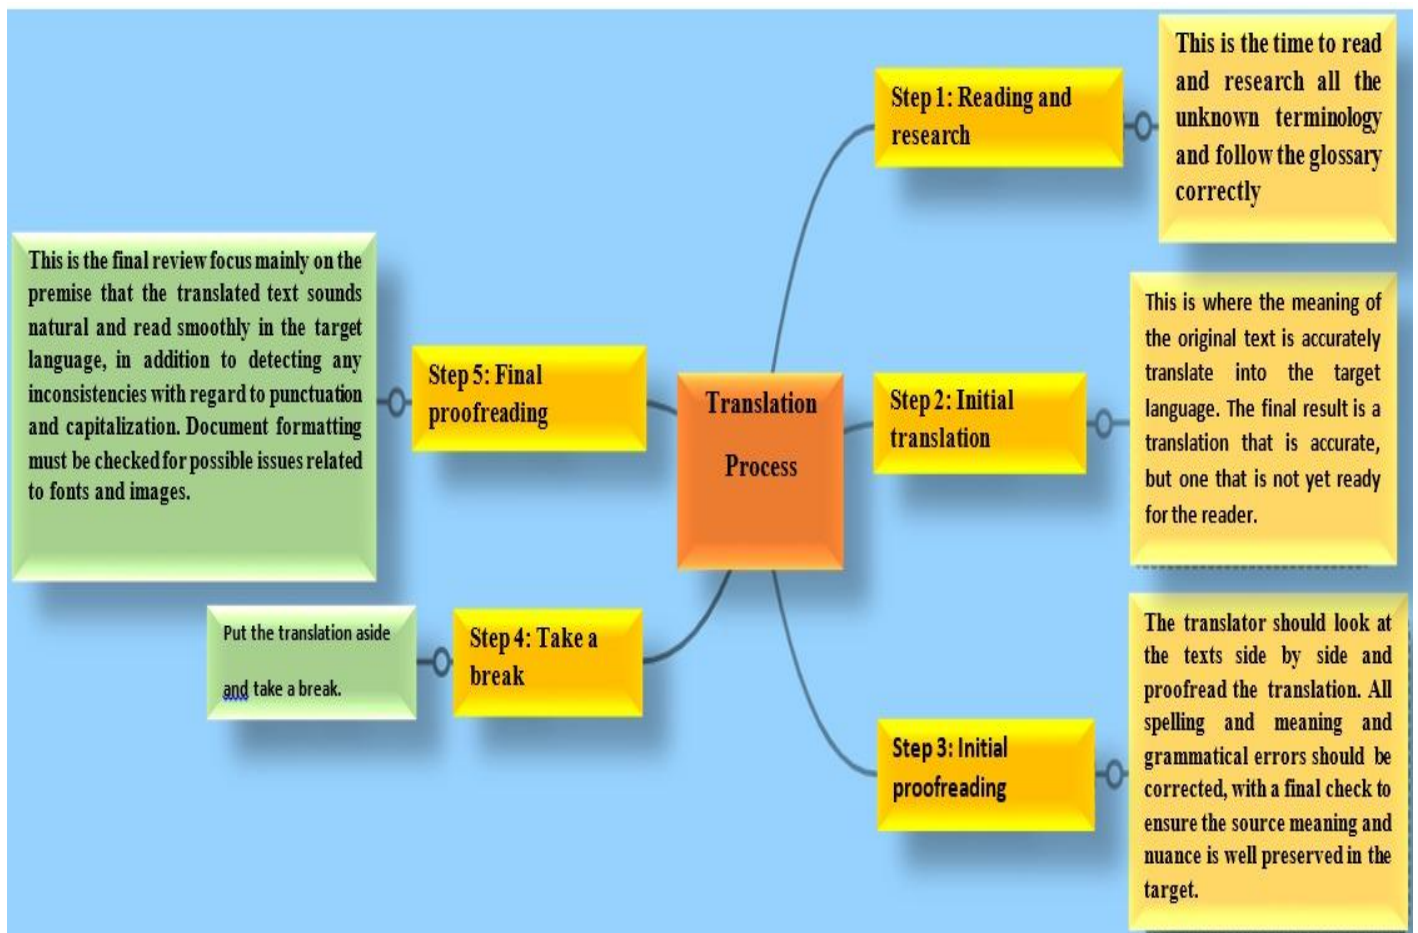 Translation
Process
Step 1: Reading and
research
This is the time to read
and research all the
unknown terminology
and follow the glossary
correctly
Step 2: Initial
translation
This is where the meaning of
the original text is accurately
translate into the target
language. The final result is a
translation that is accurate,
but one that is not yet ready
for the reader.
Step 3: Initial
proofreading
The translator should look at
the texts side by side and
proofread the translation. All
spelling and meaning and
grammatical errors should be
corrected, with a final check to
ensure the source meaning and
nuance is well preserved in the
target.
Step 4: Take a
break
Put the translation aside
and take a break.
Step 5: Final
proofreading
This is the final review focus mainly on the
premise that the translated text sounds
natural and read smoothly in the target
language, in addition to detecting any
inconsistencies with regard to punctuation
and capitalization. Document formatting
must be checked for possible issues related
to fonts and images.